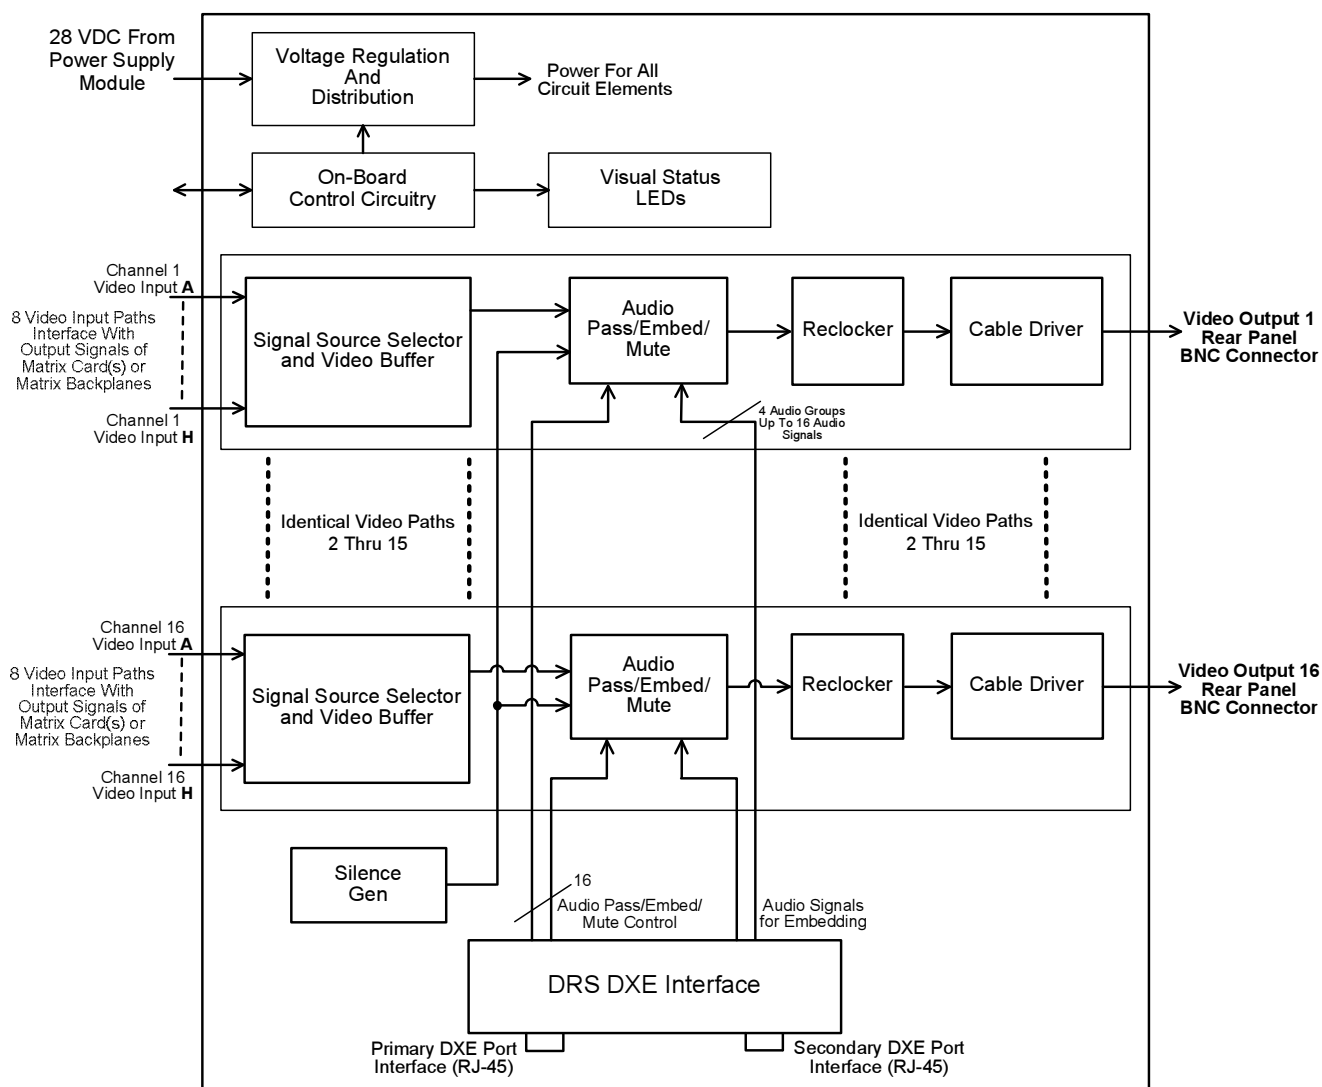 28 VDC From
Power Supply
Module
Voltage Regulation
And
Distribution
Power For All
Circuit Elements
On-Board
Control Circuitry
Visual Status
LEDs
Channel 1
Video Input A
8 Video Input Paths
Interface With
Output Signals of
Matrix Card(s) or
Matrix Backplanes
Channel 1
Video Input H
Signal Source Selector
and Video Buffer
Audio
Pass/Embed/
Mute
Reclocker
Cable Driver
Video Output 1
Rear Panel
BNC Connector
4 Audio Groups
Up To 16 Audio
Signals
Identical Video Paths
2 Thru 15
Identical Video Paths
2 Thru 15
Channel 16
Video Input A
8 Video Input Paths
Interface With
Output Signals of
Matrix Card(s) or
Matrix Backplanes
Channel 16
Video Input H
Signal Source Selector
and Video Buffer
Audio
Pass/Embed/
Mute
Reclocker
Cable Driver
Video Output 16
Rear Panel
BNC Connector
Silence
Gen
16
Audio Pass/Embed/
Mute Control
Audio Signals
for Embedding
DRS DXE Interface
Primary DXE Port
Interface (RJ-45)
Secondary DXE Port
Interface (RJ-45)